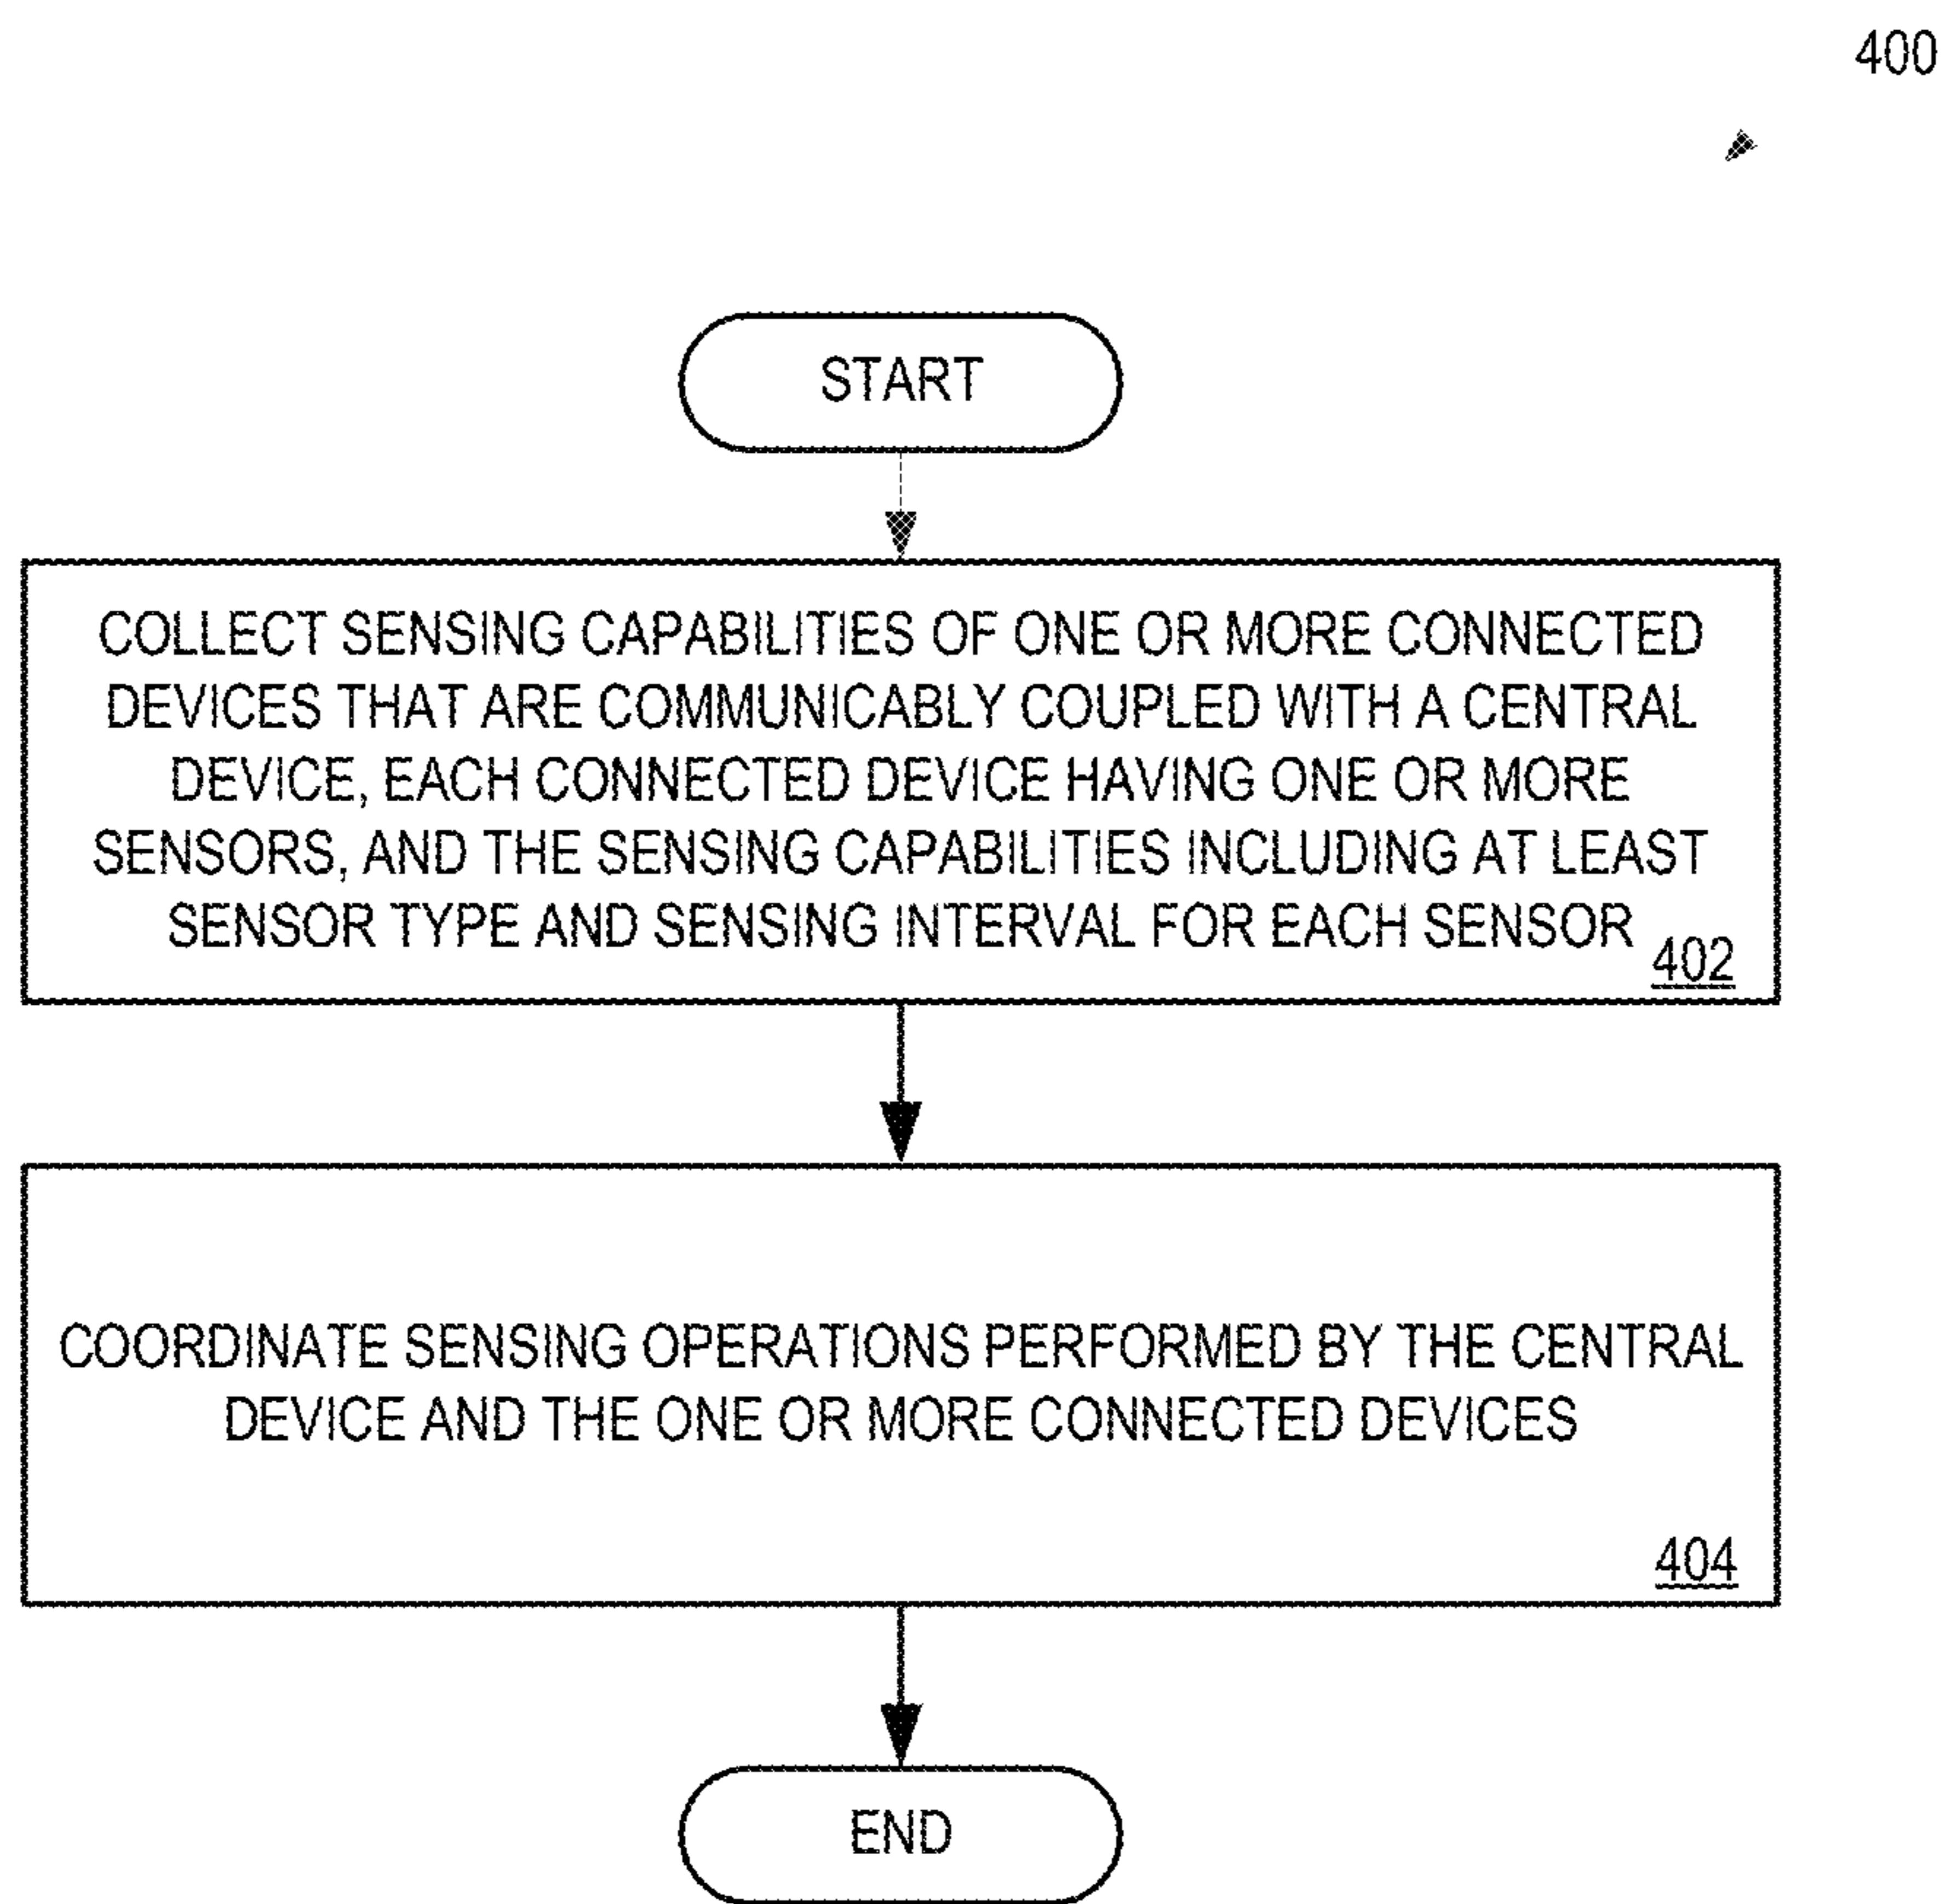 400
START
COLLECT SENSING CAPABILITIES OF ONE OR MORE CONNECTED
DEVICES THAT ARE COMMUNICABLY COUPLED WITH A CENTRAL
DEVICE, EACH CONNECTED DEVICE HAVING ONE OR MORE
SENSORS, AND THE SENSING CAPABILITIES INCLUDING AT LEAST
SENSOR TYPE AND SENSING INTERVAL FOR EACH SENSOR
402
COORDINATE SENSING OPERATIONS PERFORMED BY THE CENTRAL
DEVICE AND THE ONE OR MORE CONNECTED DEVICES
404
END